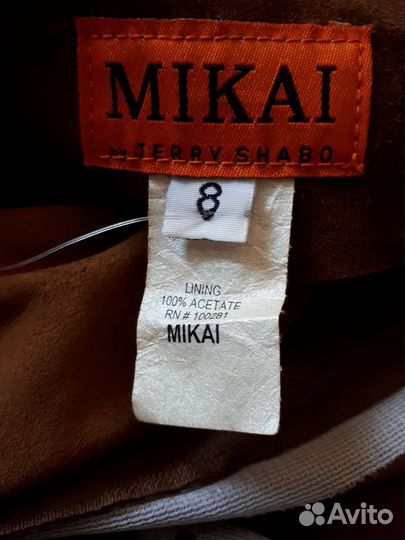 MIKAI
BY JERRY SHABO
8
LINING
100% ACETATE
RN # 100281
MIKAI
Avito